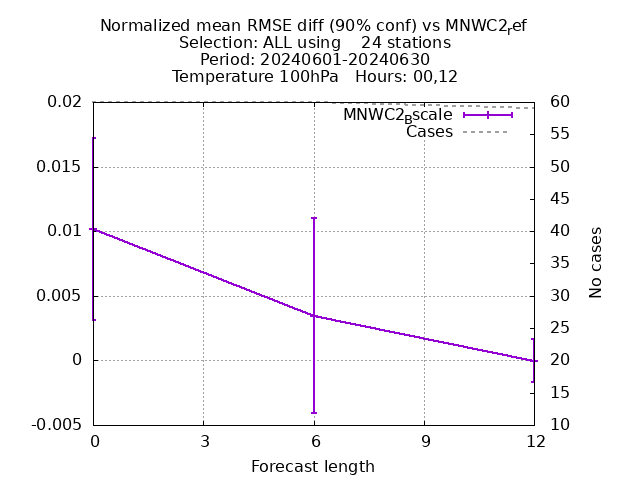 Normalized mean RMSE diff (90% conf) vs MNWC2ref
Selection: ALL using    24 stations
Period: 20240601-20240630
Temperature 100hPa   Hours: 00,12
MNWC2Bscale
Cases
0.02
0.015
0.01
0.005
0
-0.005
60
55
50
45
40
35
30
25
20
15
10
No cases
0
3
6
9
12
Forecast length